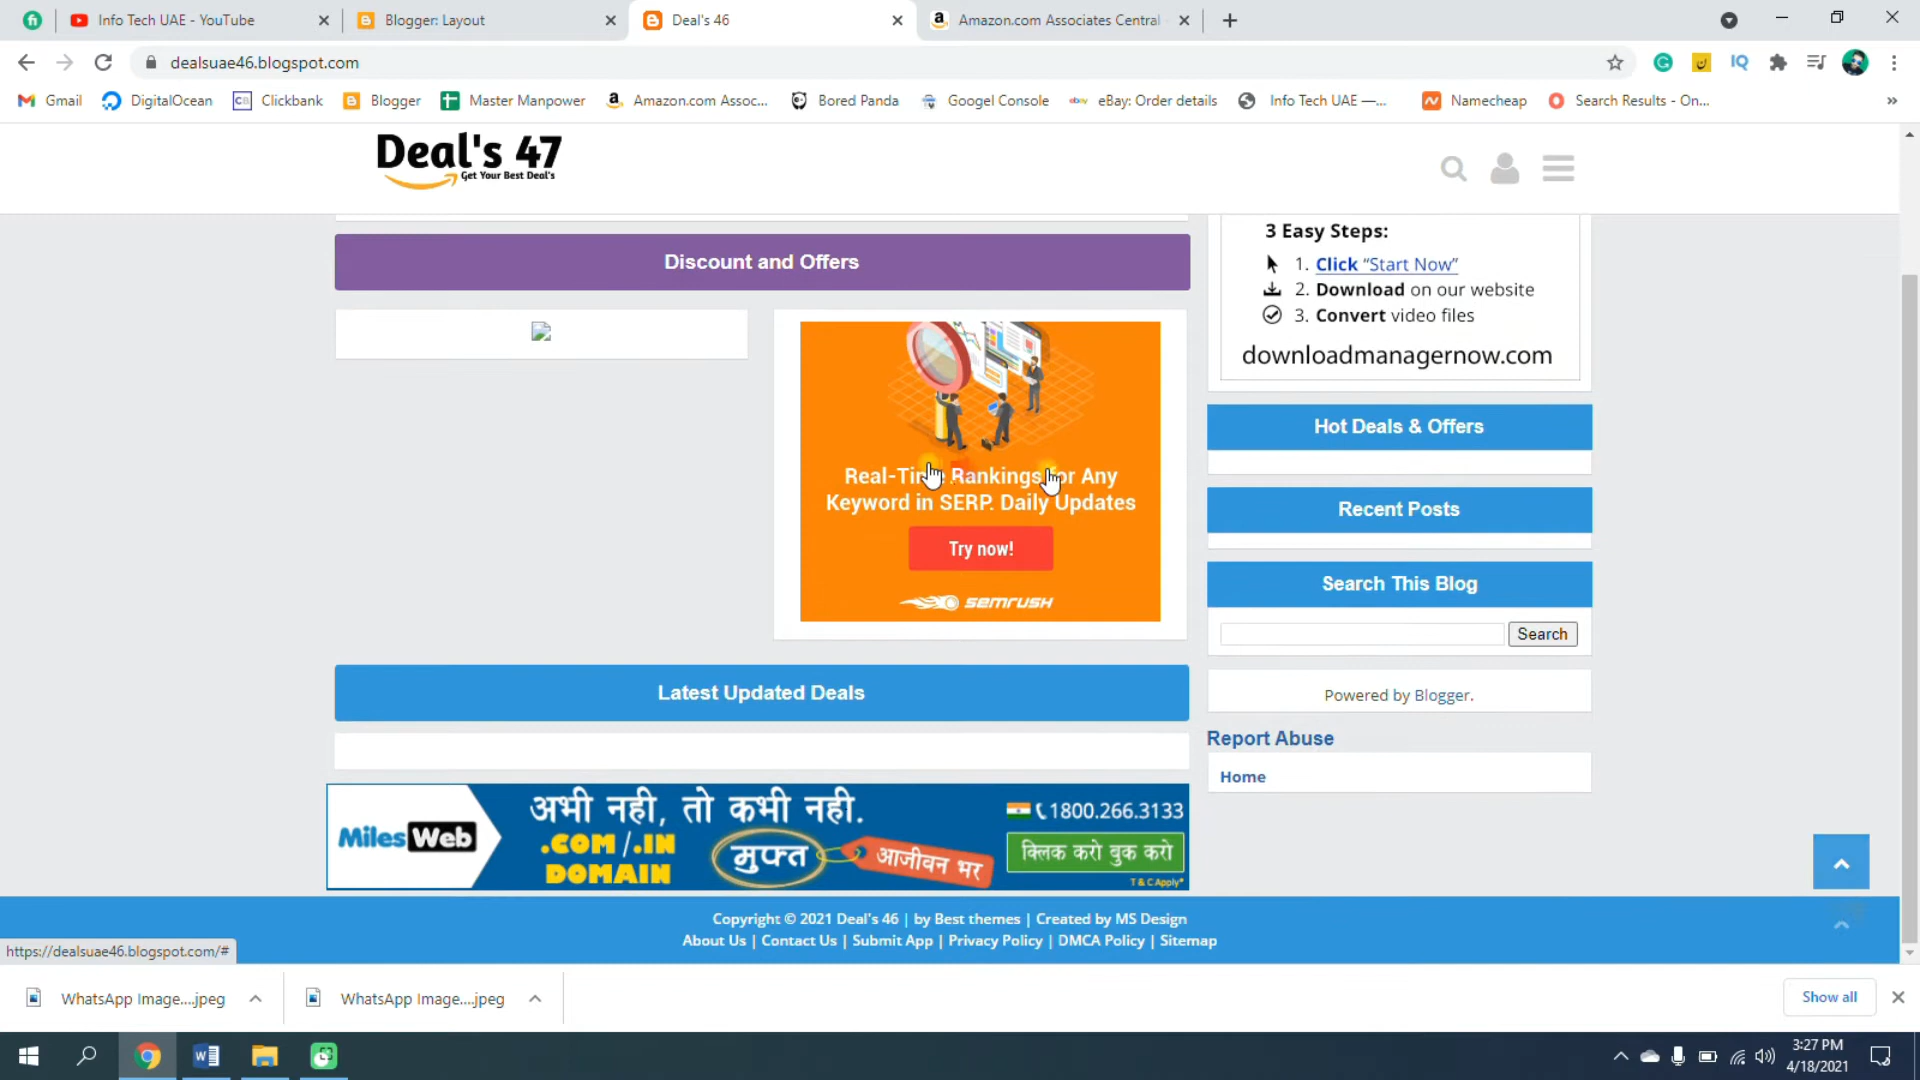 Info Tech UAE - YouTube
Blogger: Layout
Deal's 46
Amazon.com Associates Central
dealsuae46.blogspot.com
Gmail
DigitalOcean
Clickbank
Blogger
Master Manpower
Amazon.com Assoc...
Bored Panda
Googel Console
eBay: Order details
Info Tech UAE —...
Namecheap
Search Results - On...
Deal's 47
Get Your Best Deal's
Discount and Offers
Real-Time Rankings for Any
Keyword in SERP. Daily Updates
Try now!
SEMRUSH
Latest Updated Deals
MilesWeb
अभी नहीं, तो कभी नहीं.
.COM/.IN
DOMAIN
मुफ्त
आजीवन भर
1800.266.3133
क्लिक करो बुक करो
T & C Apply*
3 Easy Steps:
1. Click “Start Now”
2. Download on our website
3. Convert video files
downloadmanagernow.com
Hot Deals & Offers
Recent Posts
Search This Blog
Search
Powered by Blogger.
Report Abuse
Home
Copyright © 2021 Deal's 46 | by Best themes | Created by MS Design
About Us | Contact Us | Submit App | Privacy Policy | DMCA Policy | Sitemap
https://dealsuae46.blogspot.com/#
WhatsApp Image....jpeg
WhatsApp Image....jpeg
Show all
3:27 PM
4/18/2021